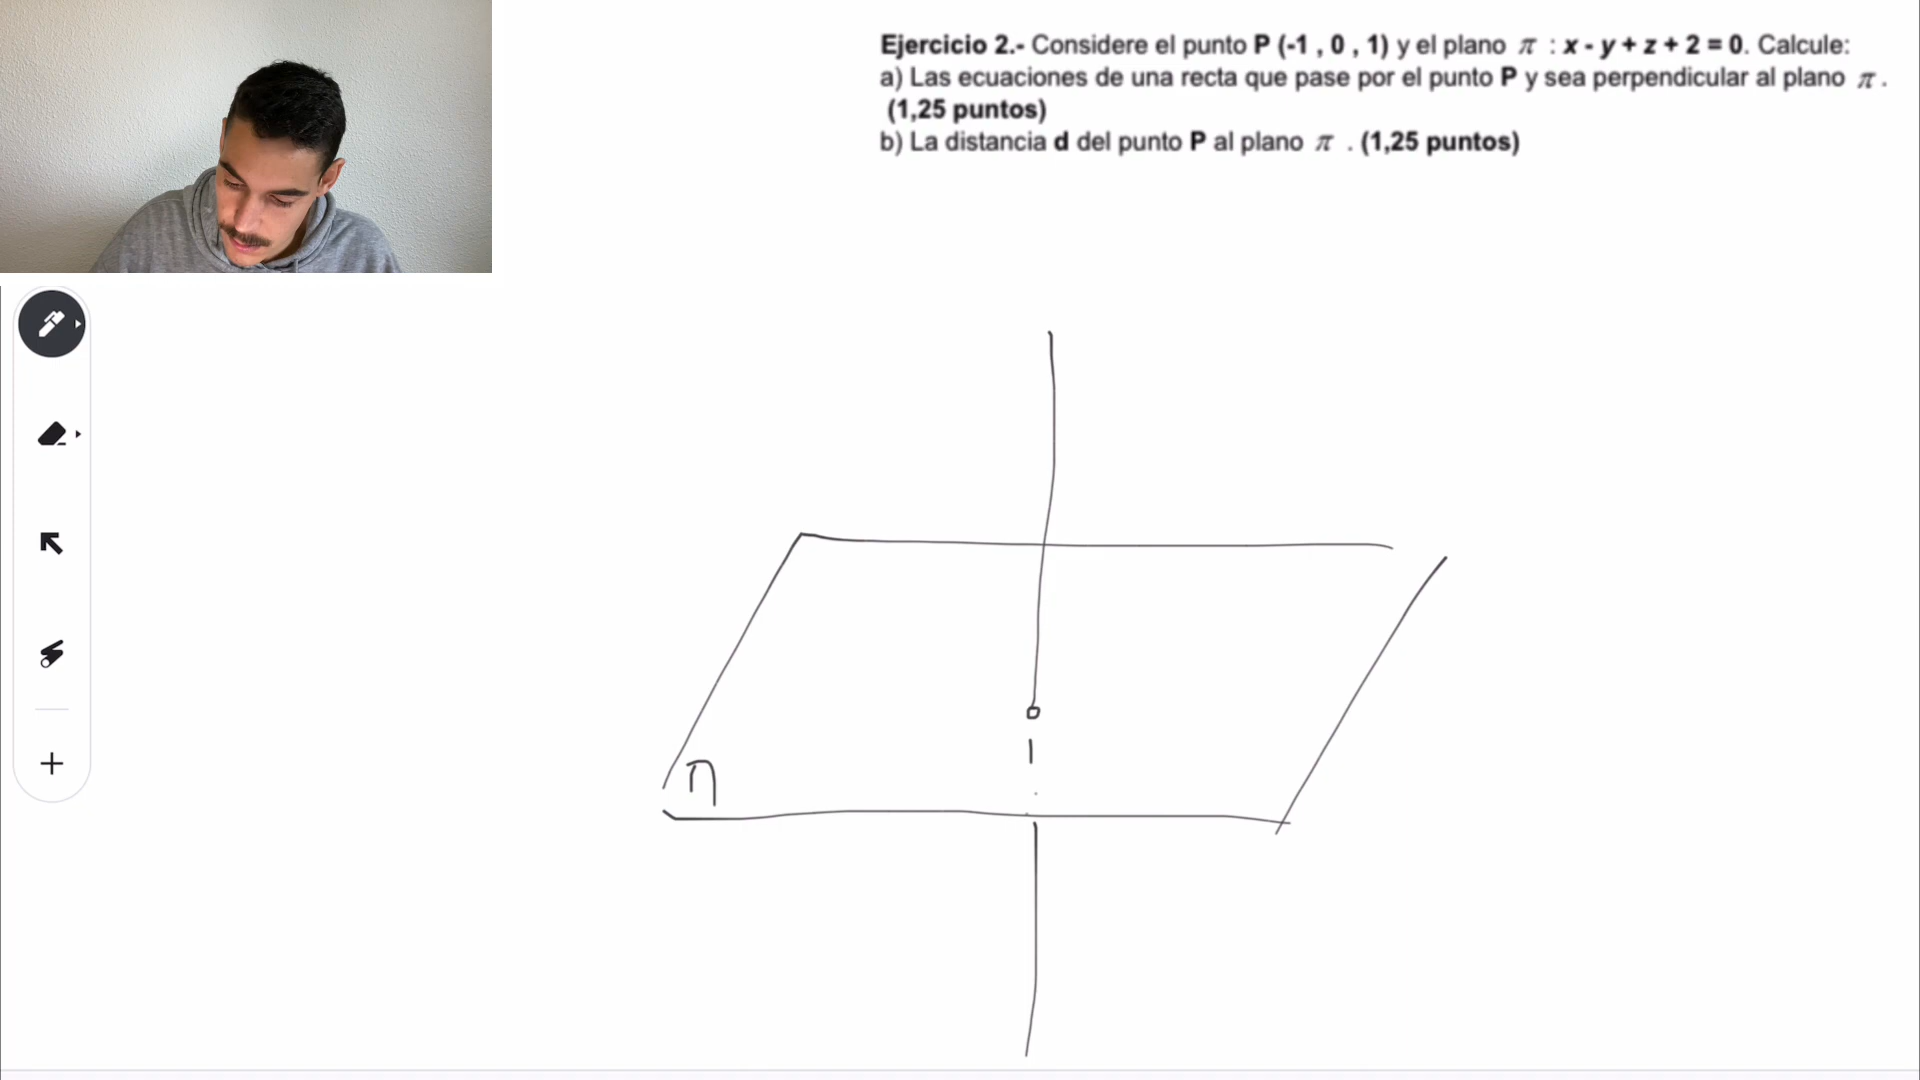 Ejercicio 2.- Considere el punto P (-1 , 0 , 1) y el plano π : x - y + z + 2 = 0. Calcule:
a) Las ecuaciones de una recta que pase por el punto P y sea perpendicular al plano π .
(1,25 puntos)
b) La distancia d del punto P al plano π . (1,25 puntos)
π